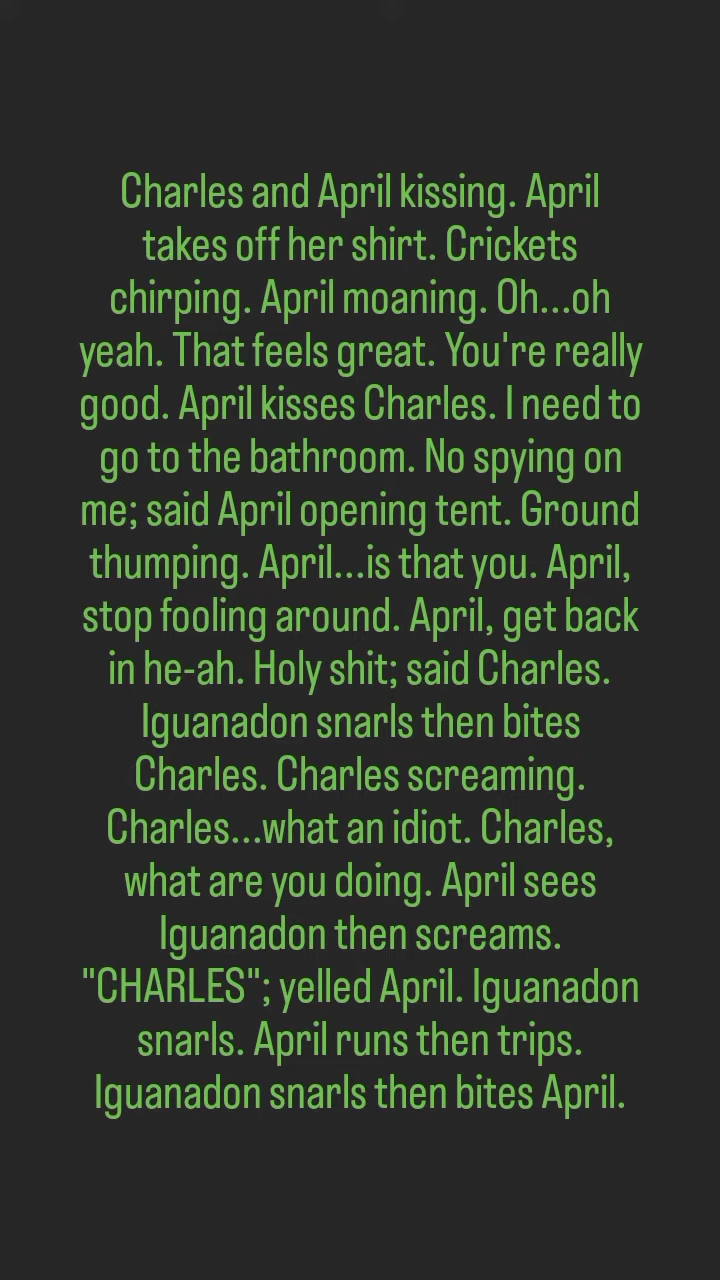 Charles and April kissing. April
takes off her shirt. Crickets
chirping. April moaning. Oh...oh
yeah. That feels great. You're really
good. April kisses Charles. I need to
go to the bathroom. No spying on
me; said April opening tent. Ground
thumping. April...is that you. April,
stop fooling around. April, get back
in he-ah. Holy shit; said Charles.
Iguanadon snarls then bites
Charles. Charles screaming.
Charles...what an idiot. Charles,
what are you doing. April sees
Iguanadon then screams.
"CHARLES"; yelled April. Iguanadon
snarls. April runs then trips.
Iguanadon snarls then bites April.